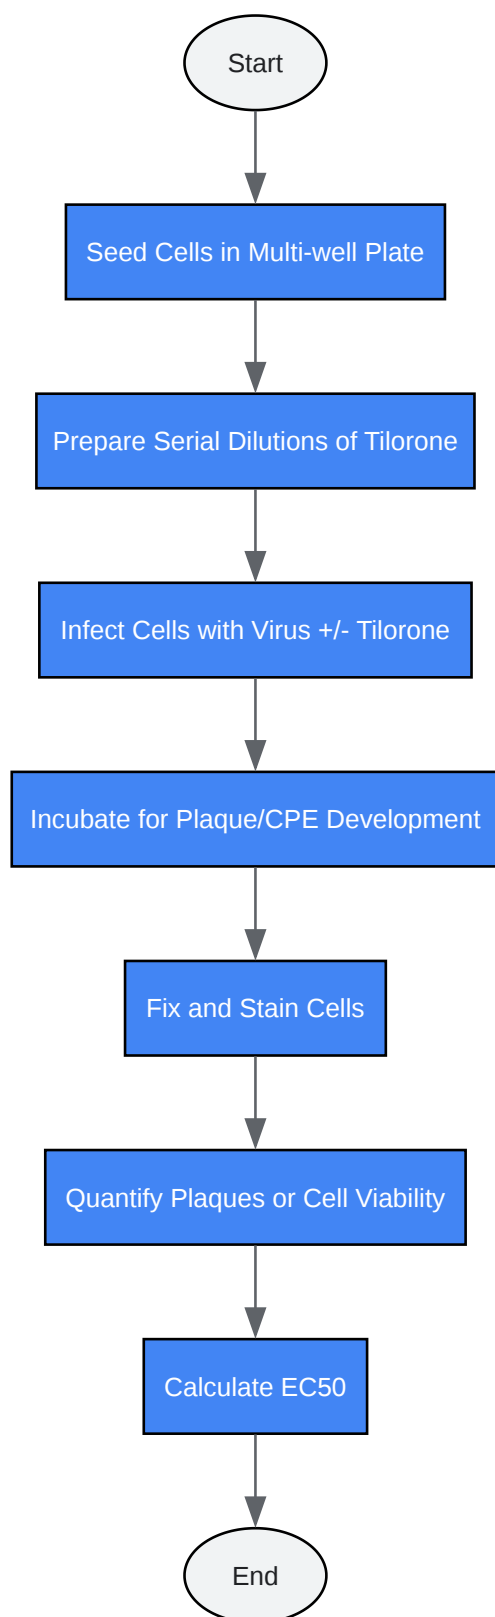 Start
Seed Cells in Multi-well Plate
Prepare Serial Dilutions of Tilorone
Infect Cells with Virus +/- Tilorone
Incubate for Plaque/CPE Development
Fix and Stain Cells
Quantify Plaques or Cell Viability
Calculate EC50
End